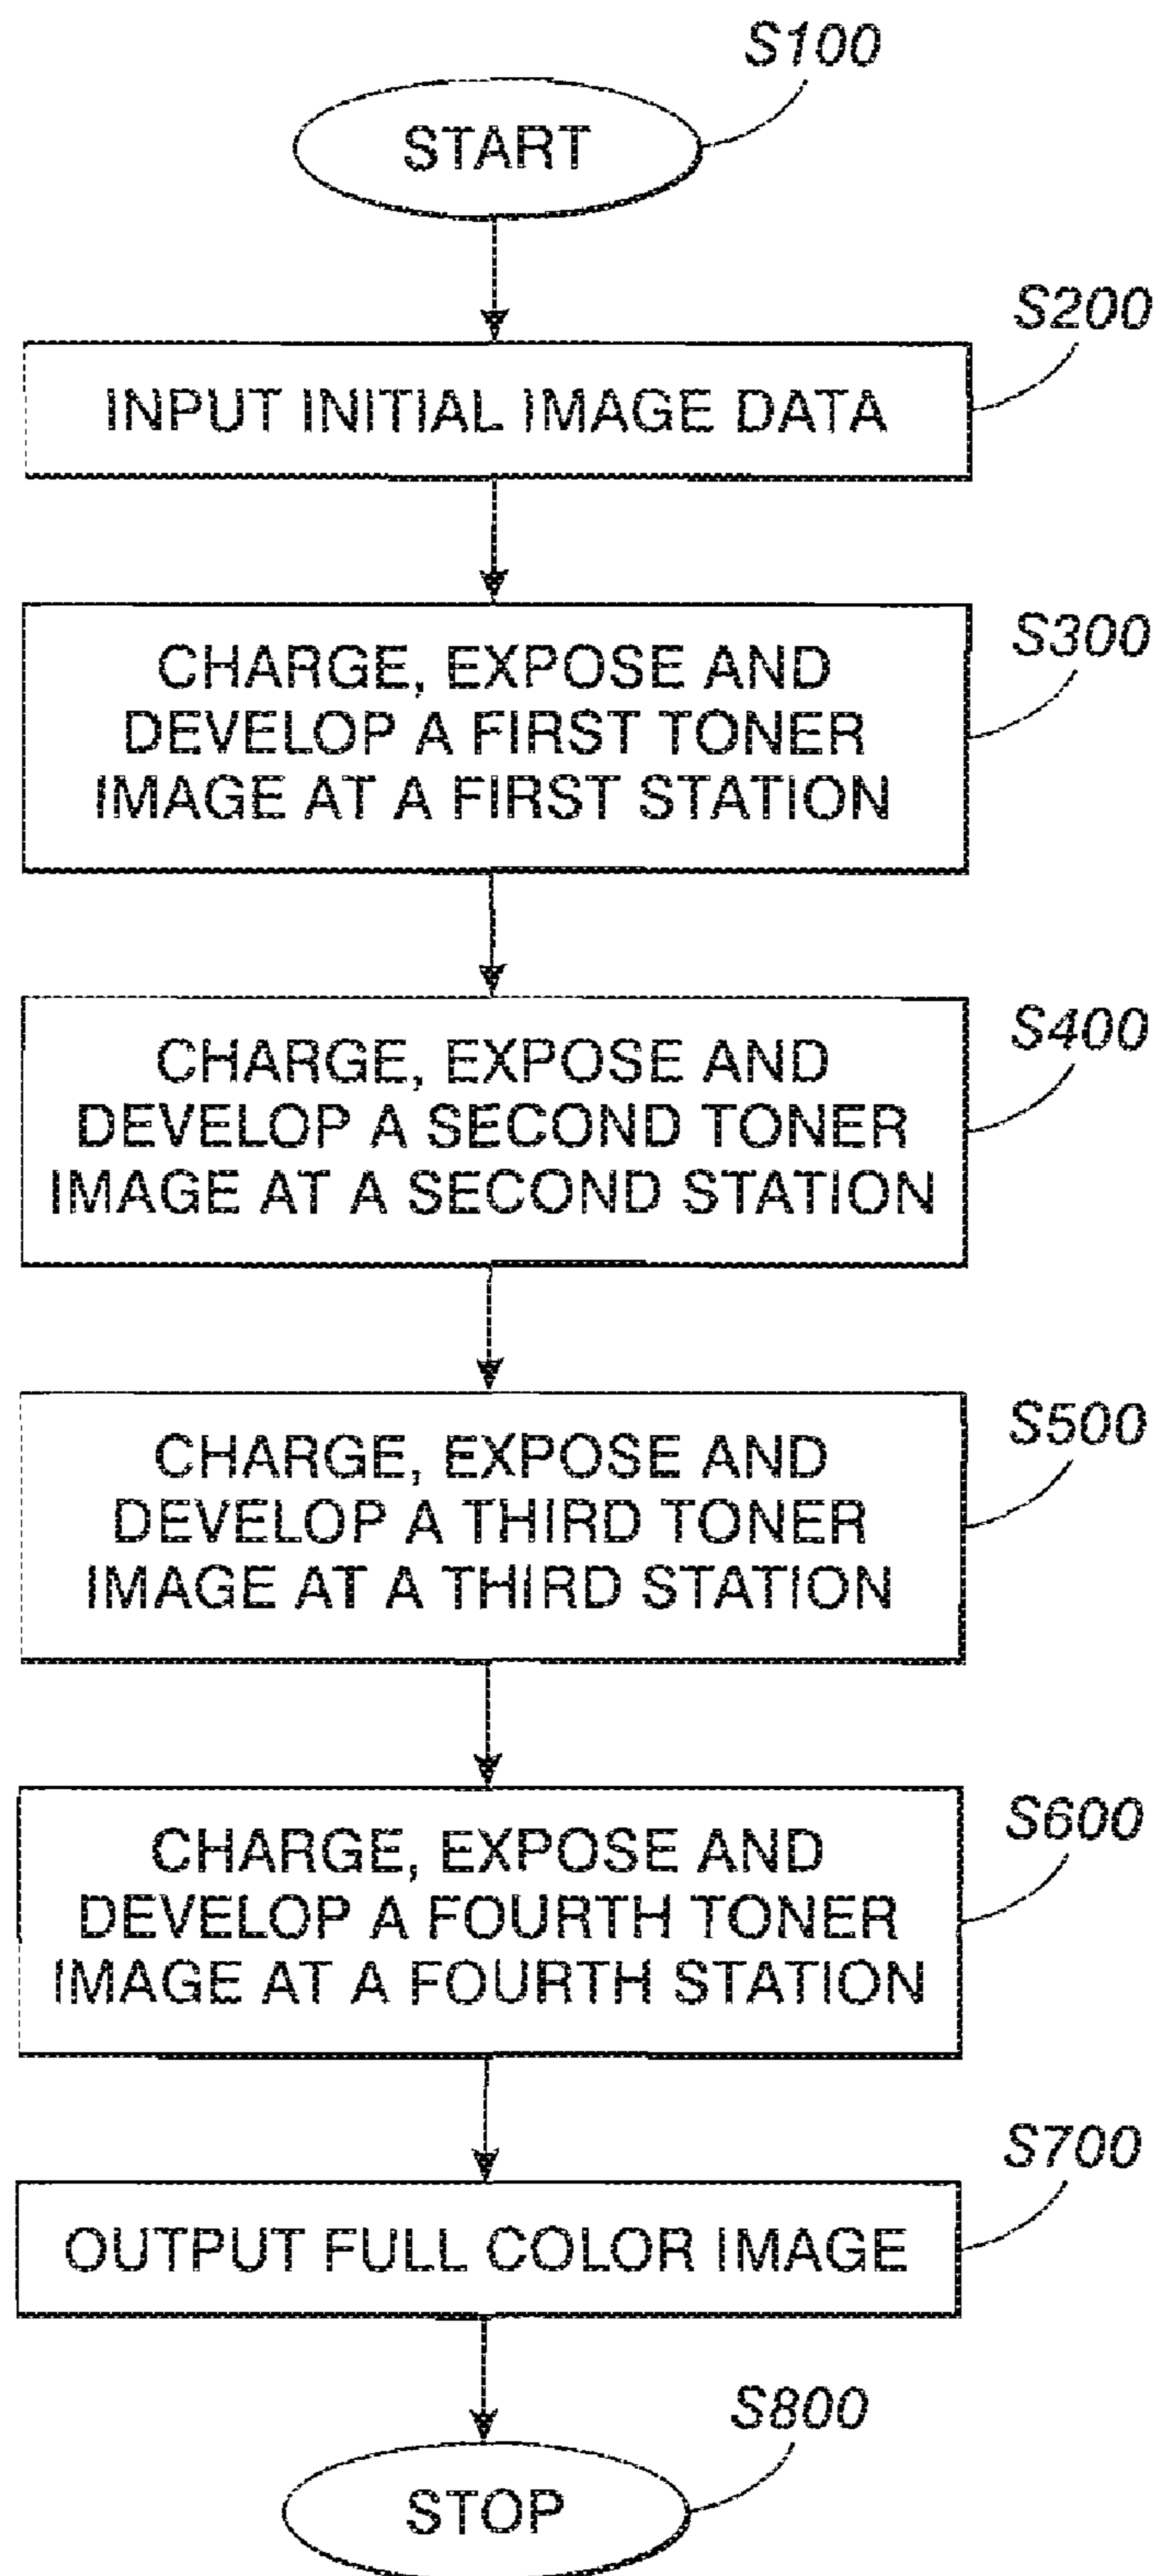 S100
START
S200
INPUT INITIAL IMAGE DATA
S300
CHARGE, EXPOSE AND
DEVELOP A FIRST TONER
IMAGE AT A FIRST STATION
S400
CHARGE, EXPOSE AND
DEVELOP A SECOND TONER
IMAGE AT A SECOND STATION
S500
CHARGE, EXPOSE AND
DEVELOP A THIRD TONER
IMAGE AT A THIRD STATION
S600
CHARGE, EXPOSE AND
DEVELOP A FOURTH TONER
IMAGE AT A FOURTH STATION
S700
OUTPUT FULL COLOR IMAGE
S800
STOP